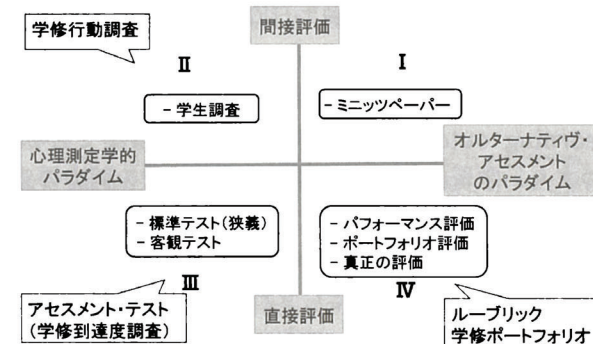 学修行動調査
間接評価
Ⅱ
Ⅰ
- 学生調査
- ミニッツペーパー
心理測定学的
パラダイム
オルターナティヴ・
アセスメント
のパラダイム
- 標準テスト(狭義)
- 客観テスト
- パフォーマンス評価
- ポートフォリオ評価
- 真正の評価
Ⅲ
Ⅳ
アセスメント・テスト
(学修到達度調査)
直接評価
ルーブリック
学修ポートフォリオ